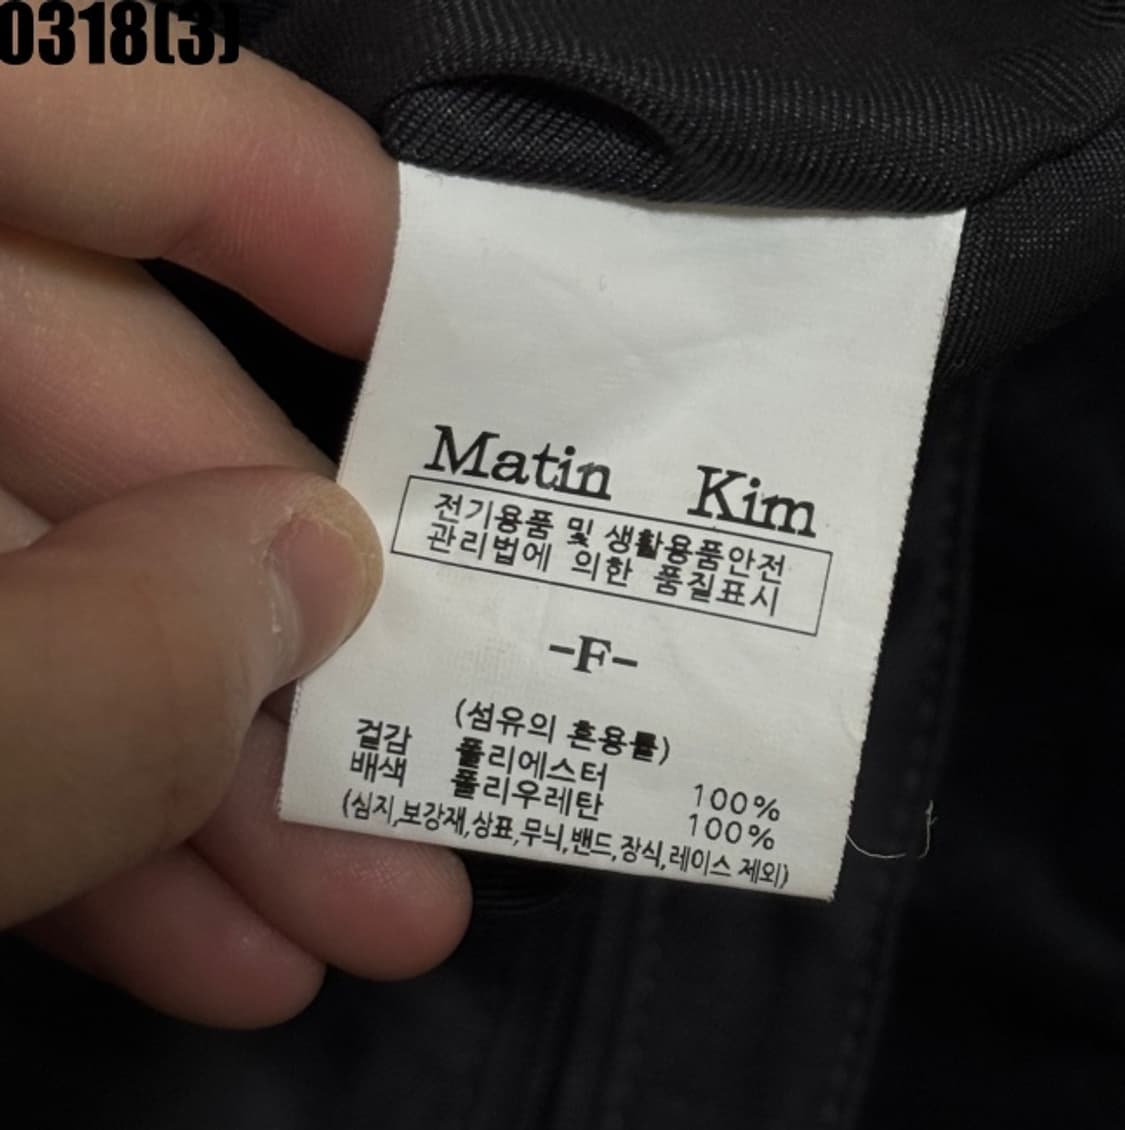 0318(3)
Matin Kim
전기용품 및 생활용품안전
관리법에 의한 품질표시
-F-
(섬유의 혼용률)
겉감 폴리에스터 100%
배색 폴리우레탄 100%
(심지,보강재,상표,무늬,밴드,장식,레이스 제외)